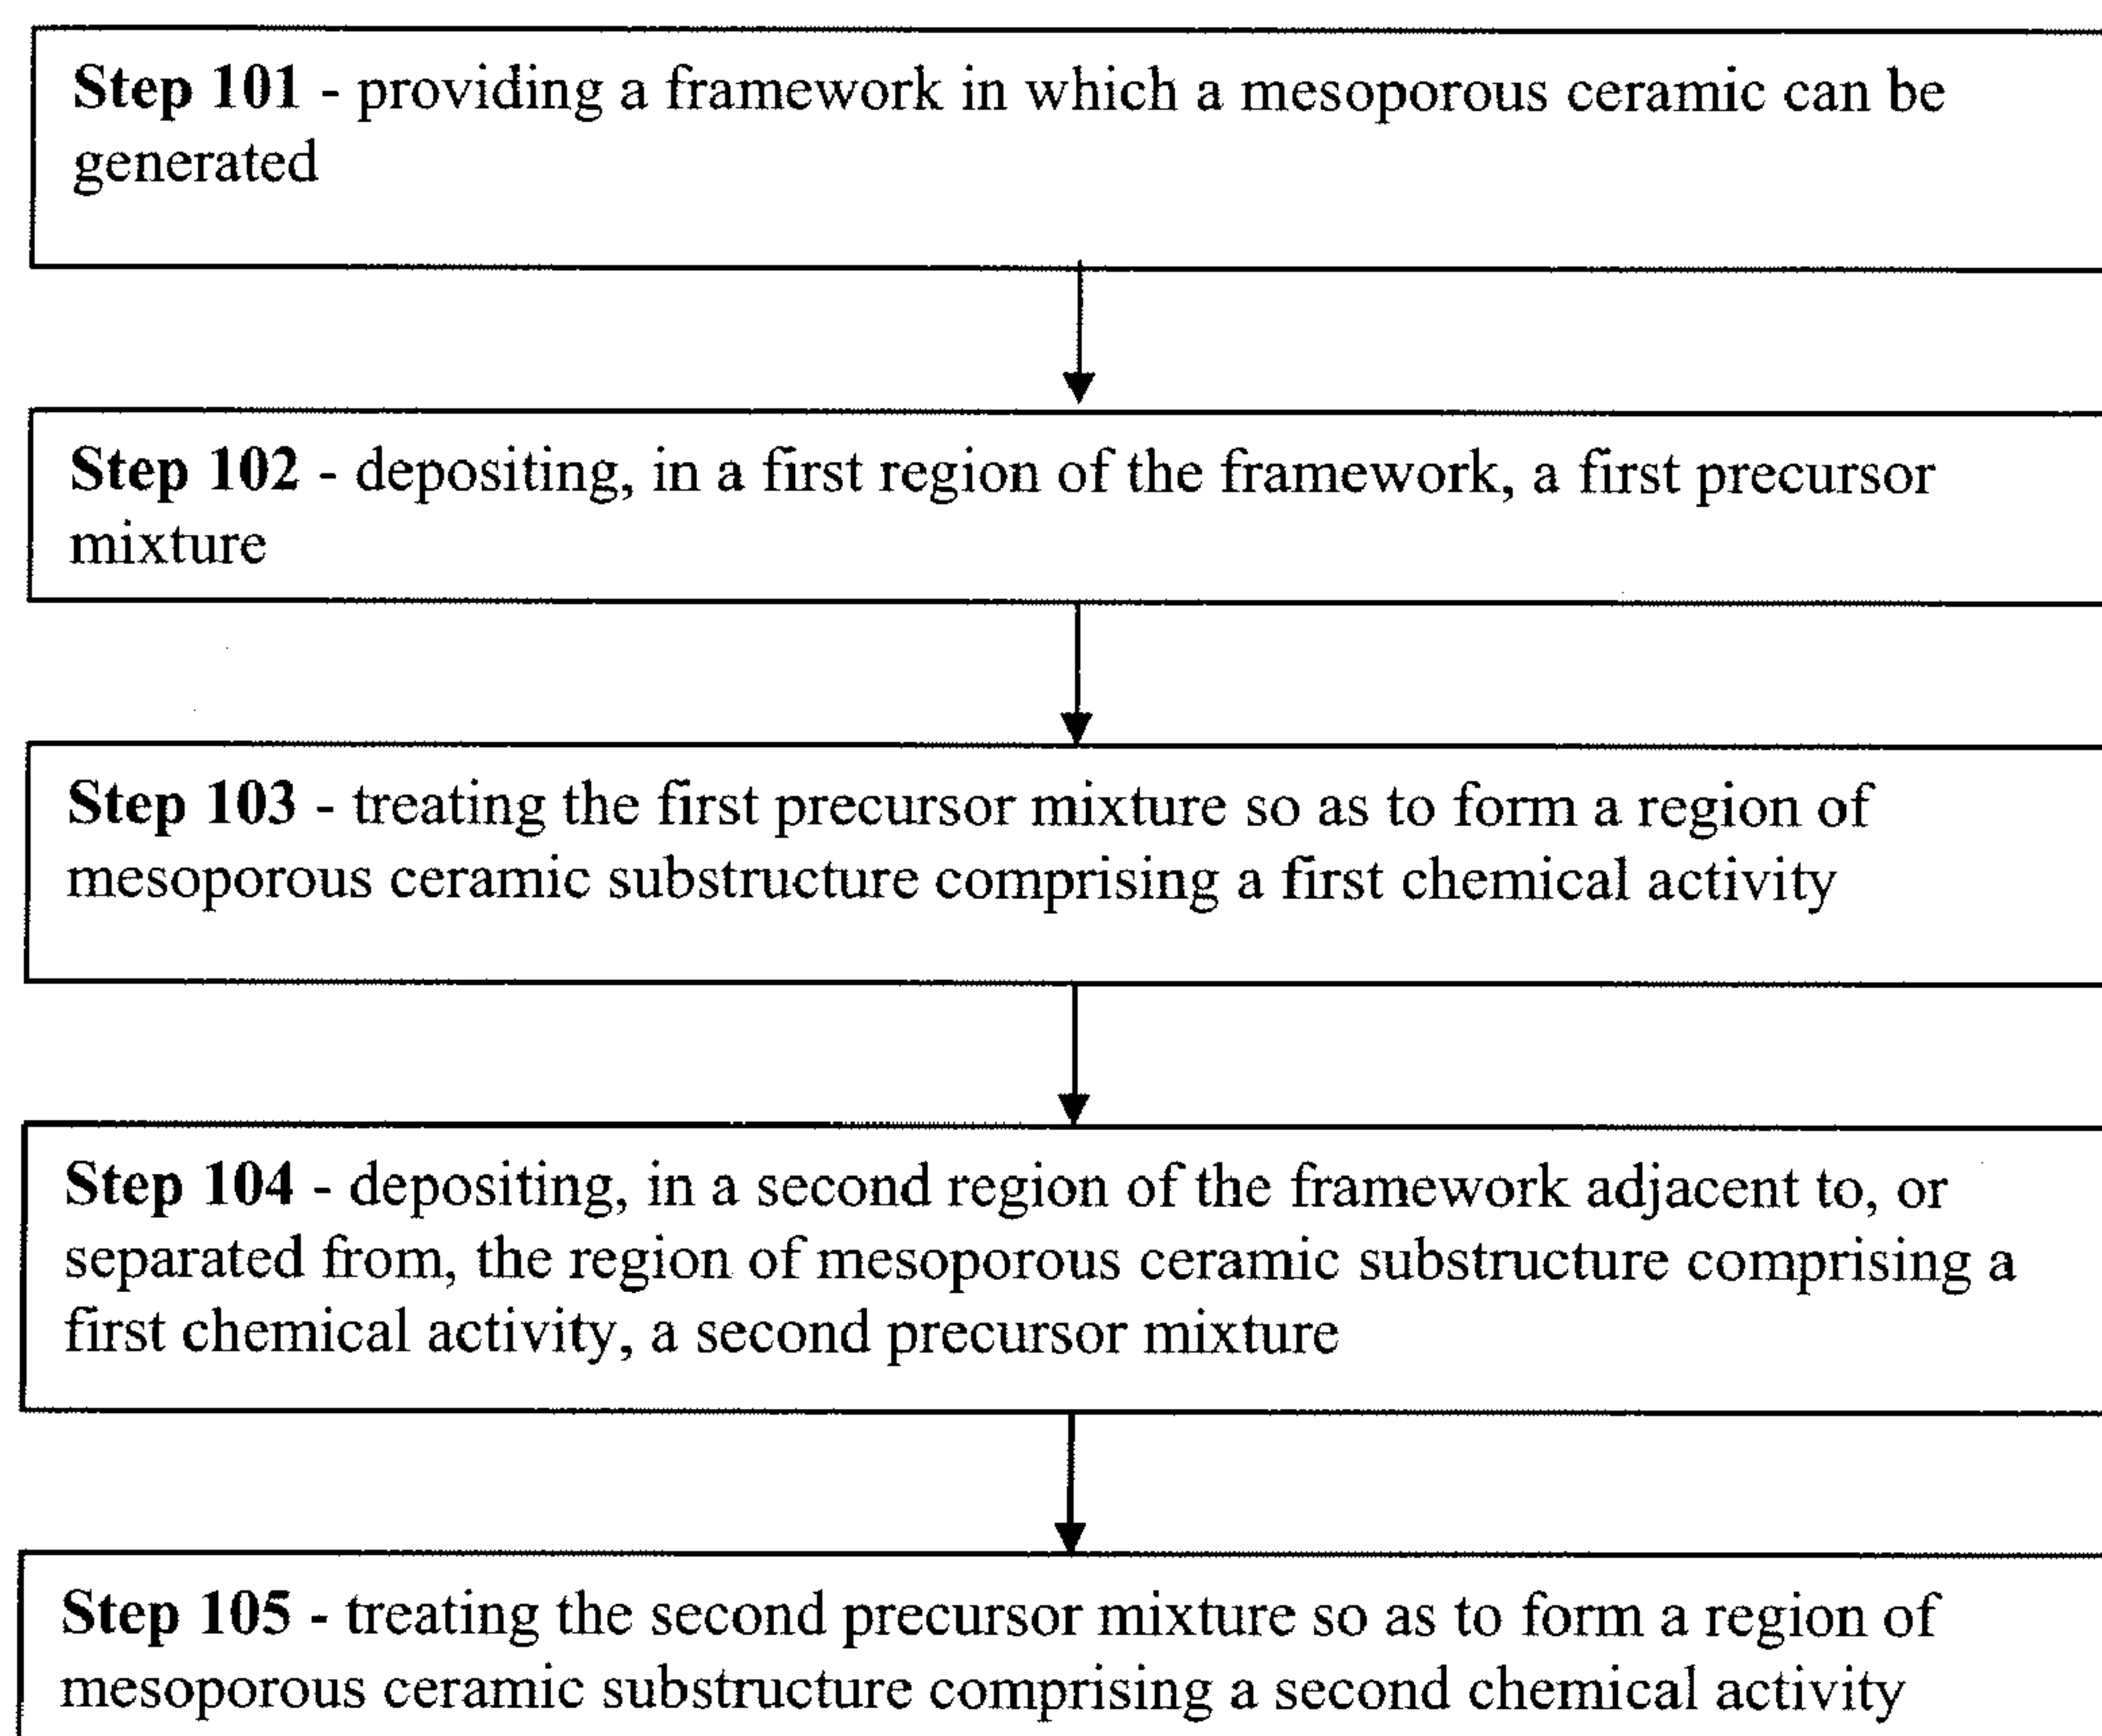 Step 101 - providing a framework in which a mesoporous ceramic can be
generated
Step 102 - depositing, in a first region of the framework, a first precursor
mixture
Step 103 - treating the first precursor mixture so as to form a region of
mesoporous ceramic substructure comprising a first chemical activity
Step 104 - depositing, in a second region of the framework adjacent to, or
separated from, the region of mesoporous ceramic substructure comprising a
first chemical activity, a second precursor mixture
Step 105 - treating the second precursor mixture so as to form a region of
mesoporous ceramic substructure comprising a second chemical activity